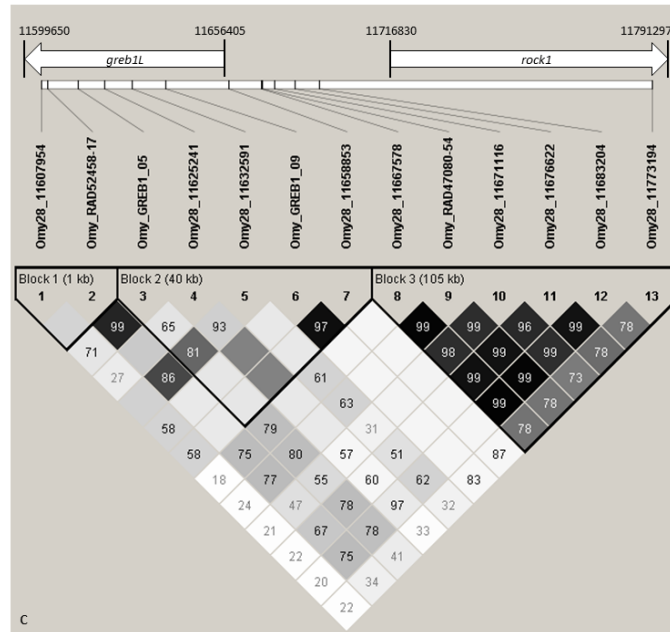 11599650 11656405 11716830 11791297
greb1L rock1
Omy28_11607954
Omy_RAD52458-17
Omy_GREB1_05
Omy28_11625241
Omy28_11632591
Omy_GREB1_09
Omy28_11658853
Omy28_11667578
Omy_RAD47080-54
Omy28_11671116
Omy28_11676622
Omy28_11683204
Omy28_11773194
Block 1 (1 kb) Block 2 (40 kb) Block 3 (105 kb)
1 2 3 4 5 6 7 8 9 10 11 12 13
99 65 93 97 99 99 96 99 78
71 81 98 99 99 78
27 86 61 99 99 73
63 99 78
58 79 31 78
58 75 80 57 51 87
18 77 55 60 62 83
24 47 78 97 32
21 67 78 33
22 75 41
20 34
22
C